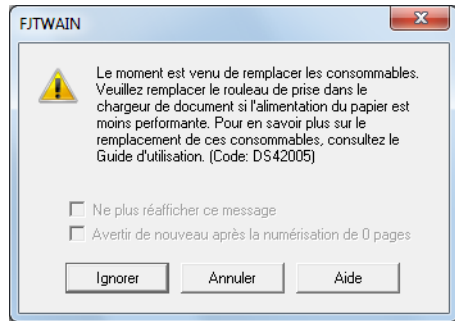 FJTWAIN
Le moment est venu de remplacer les consommables.
Veuillez remplacer le rouleau de prise dans le
chargeur de document si l'alimentation du papier est
moins performante. Pour en savoir plus sur le
remplacement de ces consommables, consultez le
Guide d'utilisation. (Code: DS42005)
Ne plus réafficher ce message
Avertir de nouveau après la numérisation de 0 pages
Ignorer Annuler Aide